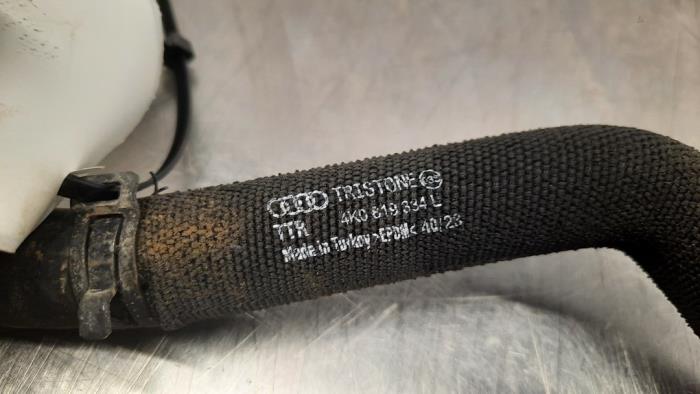 TRISTONE
TTR 4K0 819 334 L
Made in Turkey >EPDM< 40/23